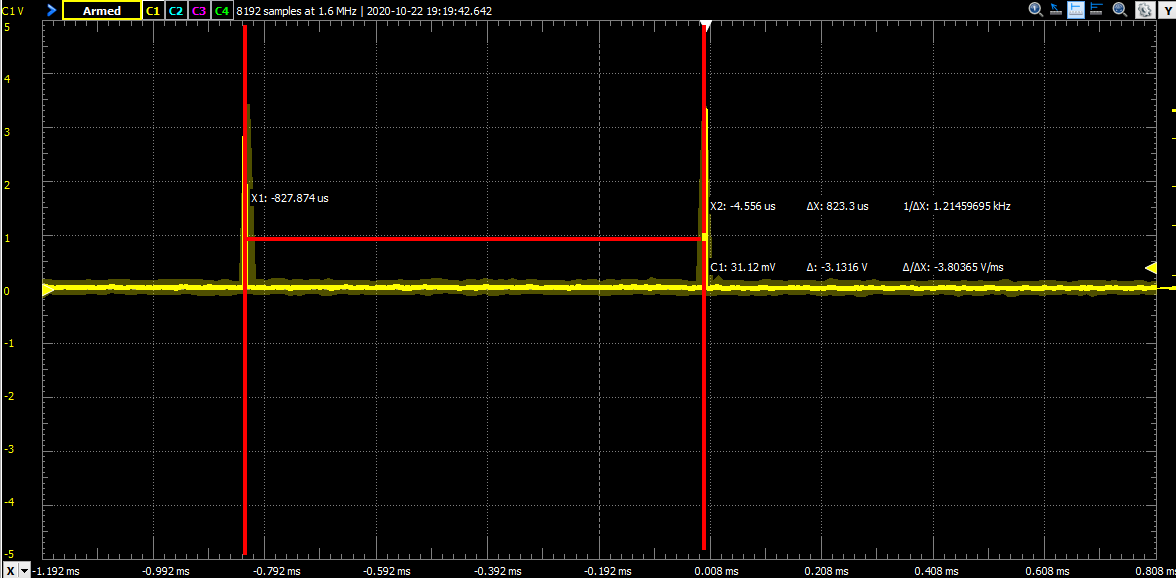 C1 V Armed C1 C2 C3 C4 8192 samples at 1.6 MHz | 2020-10-22 19:19:42.642 Y
5
4
3
2
X1: -827.874 us
X2: -4.556 us ΔX: 823.3 us 1/ΔX: 1.21459695 kHz
1
C1: 31.12 mV Δ: -3.1316 V Δ/ΔX: -3.80365 V/ms
0
-1
-2
-3
-4
-5
X -1.192 ms -0.992 ms -0.792 ms -0.592 ms -0.392 ms -0.192 ms 0.008 ms 0.208 ms 0.408 ms 0.608 ms 0.808 ms